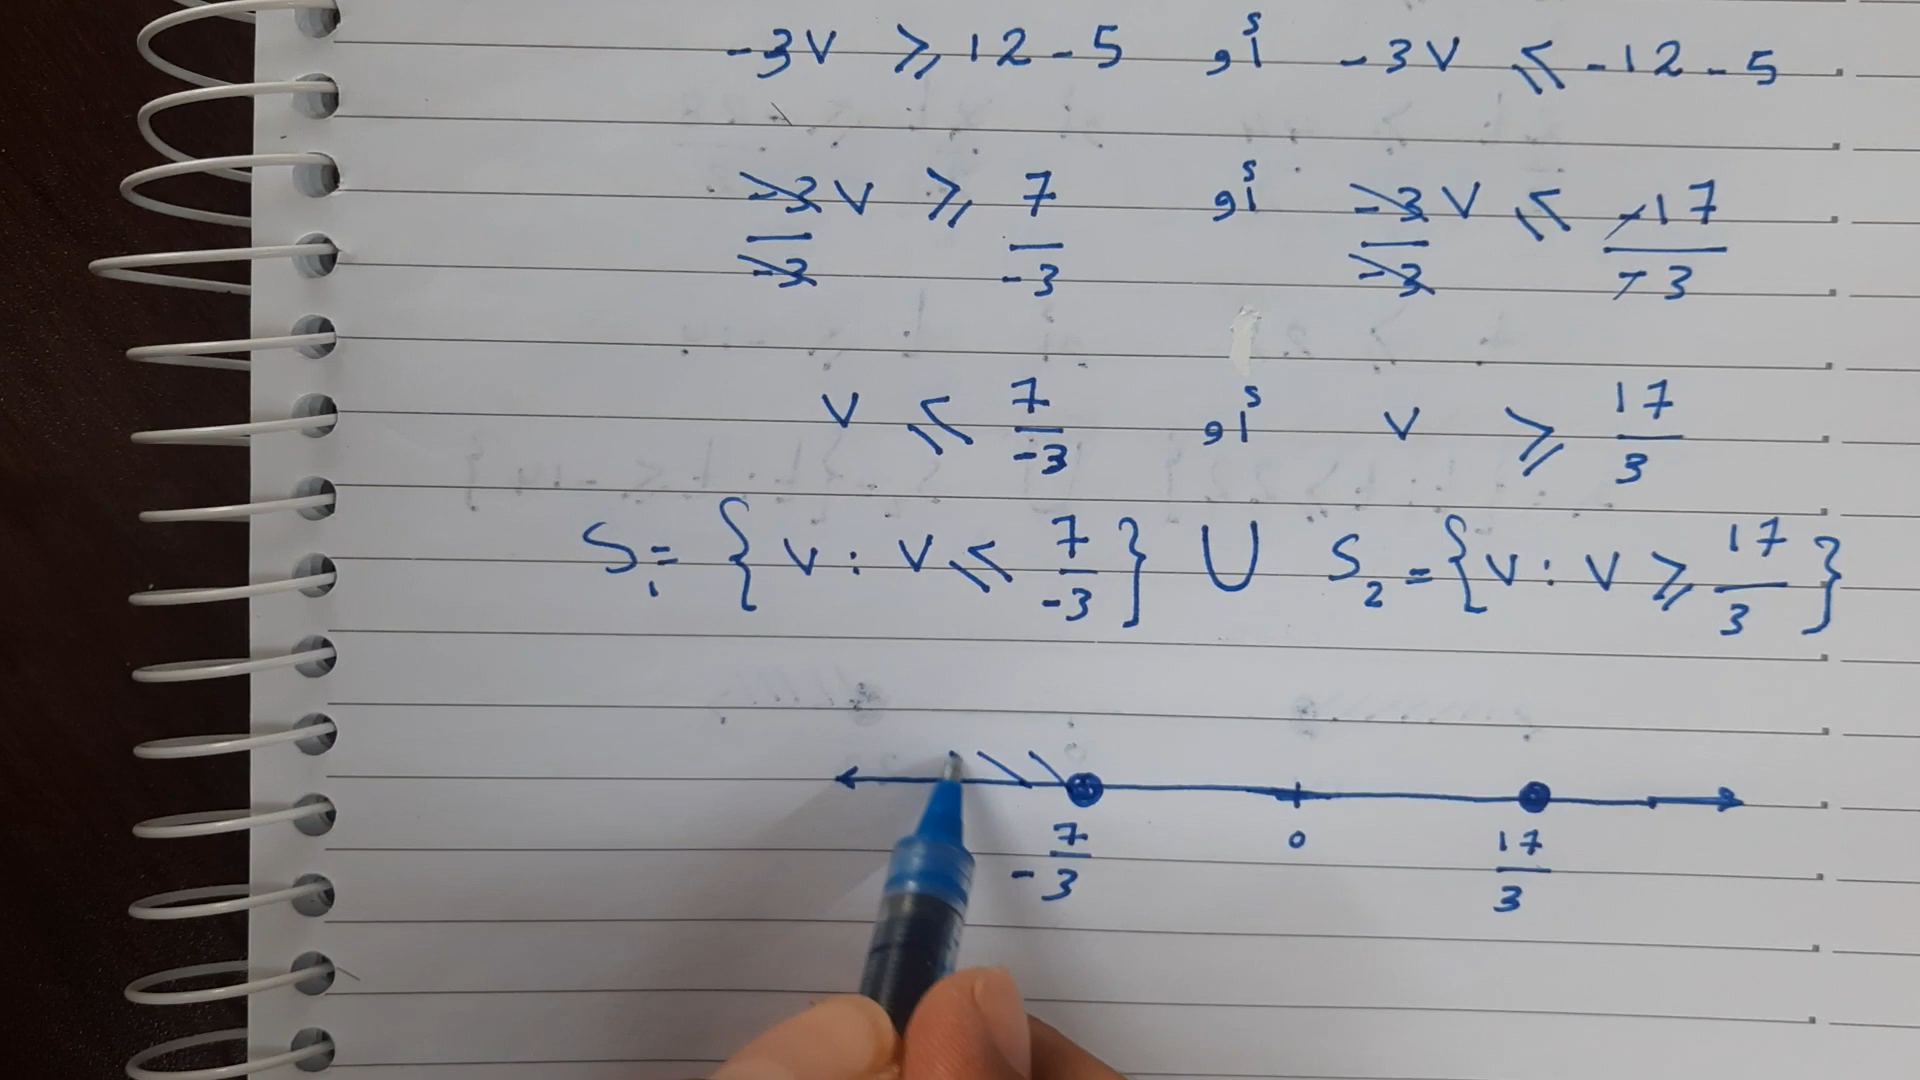 -3V ≥ 12 - 5 أو -3V ≤ -12 - 5
-3V/-3 ≥ 7/-3 أو -3V/-3 ≤ -17/-3
V ≤ 7/-3 أو V ≥ 17/3
S₁ = {V : V ≤ 7/-3} ∪ S₂ = {V : V ≥ 17/3}
-7/3 0 17/3